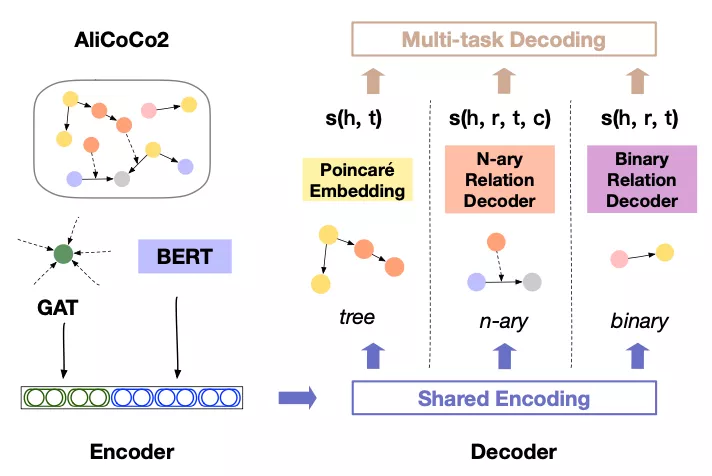 AliCoCo2
GAT
BERT
Encoder
Multi-task Decoding
s(h, t)
s(h, r, t, c)
s(h, r, t)
Poincaré
Embedding
N-ary
Relation
Decoder
Binary
Relation
Decoder
tree
n-ary
binary
Shared Encoding
Decoder